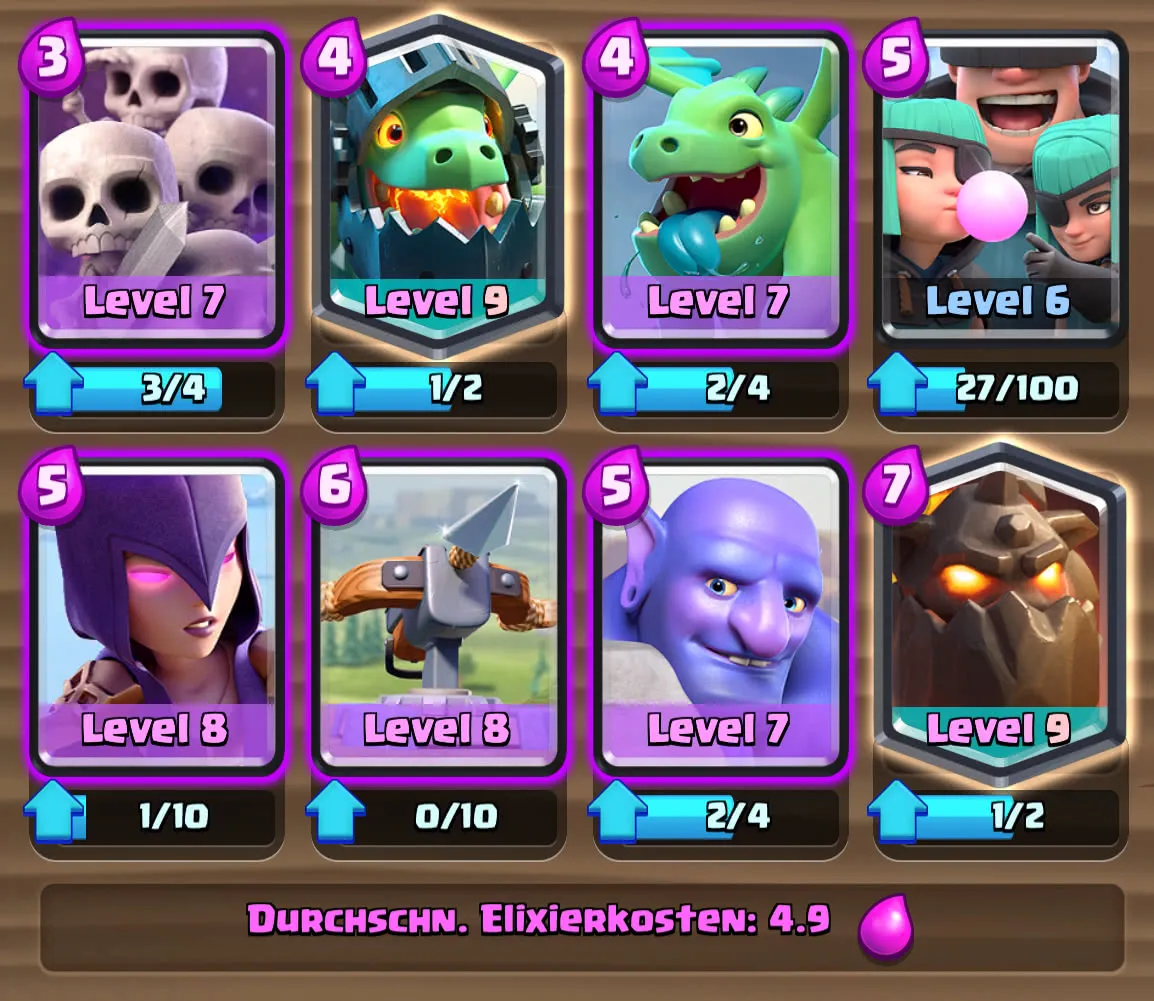 3 4 4 5
Level 7 Level 9 Level 7 Level 6
3/4 1/2 2/4 27/100
5 6 5 7
Level 8 Level 8 Level 7 Level 9
1/10 0/10 2/4 1/2
Durchschn. Elixierkosten: 4.9